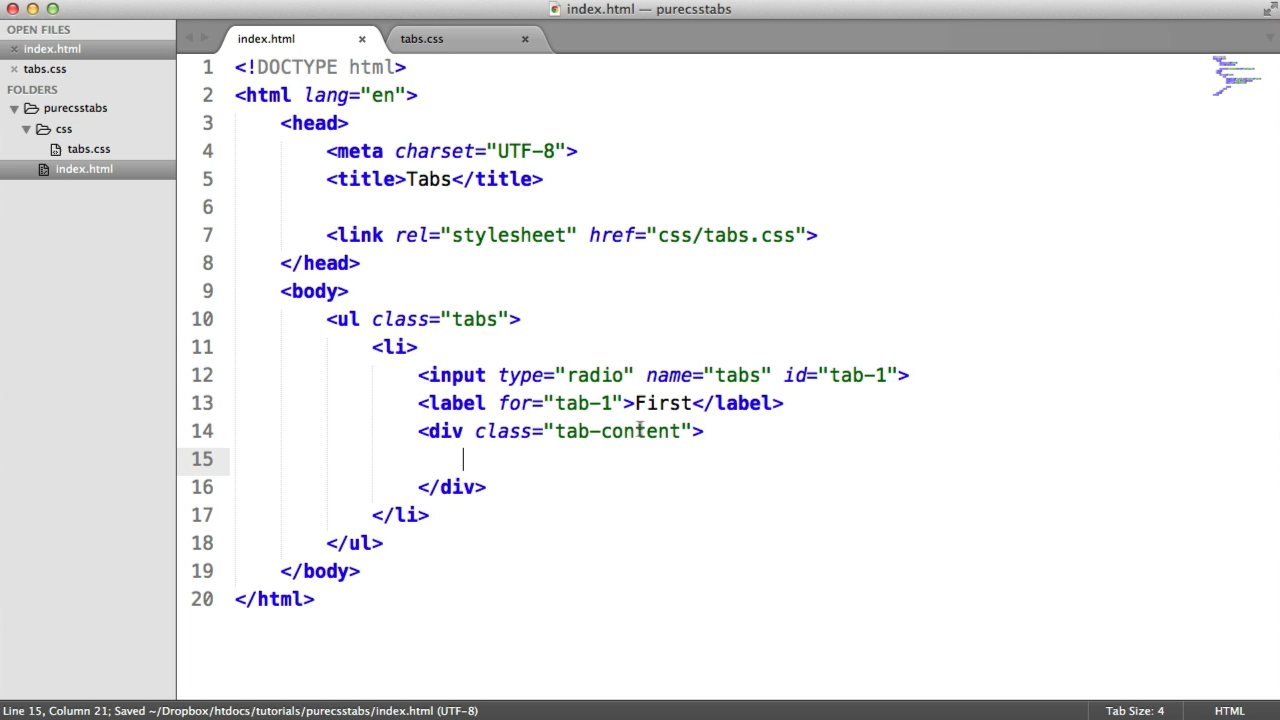 index.html — purecsstabs
OPEN FILES
index.html
tabs.css
FOLDERS
purecsstabs
css
tabs.css
index.html
index.html
tabs.css
1 <!DOCTYPE html>
2 <html lang="en">
3 <head>
4 <meta charset="UTF-8">
5 <title>Tabs</title>
6
7 <link rel="stylesheet" href="css/tabs.css">
8 </head>
9 <body>
10 <ul class="tabs">
11 <li>
12 <input type="radio" name="tabs" id="tab-1">
13 <label for="tab-1">First</label>
14 <div class="tab-content">
15
16 </div>
17 </li>
18 </ul>
19 </body>
20 </html>
Line 15, Column 21; Saved ~/Dropbox/htdocs/tutorials/purecsstabs/index.html (UTF-8)
Tab Size: 4
HTML